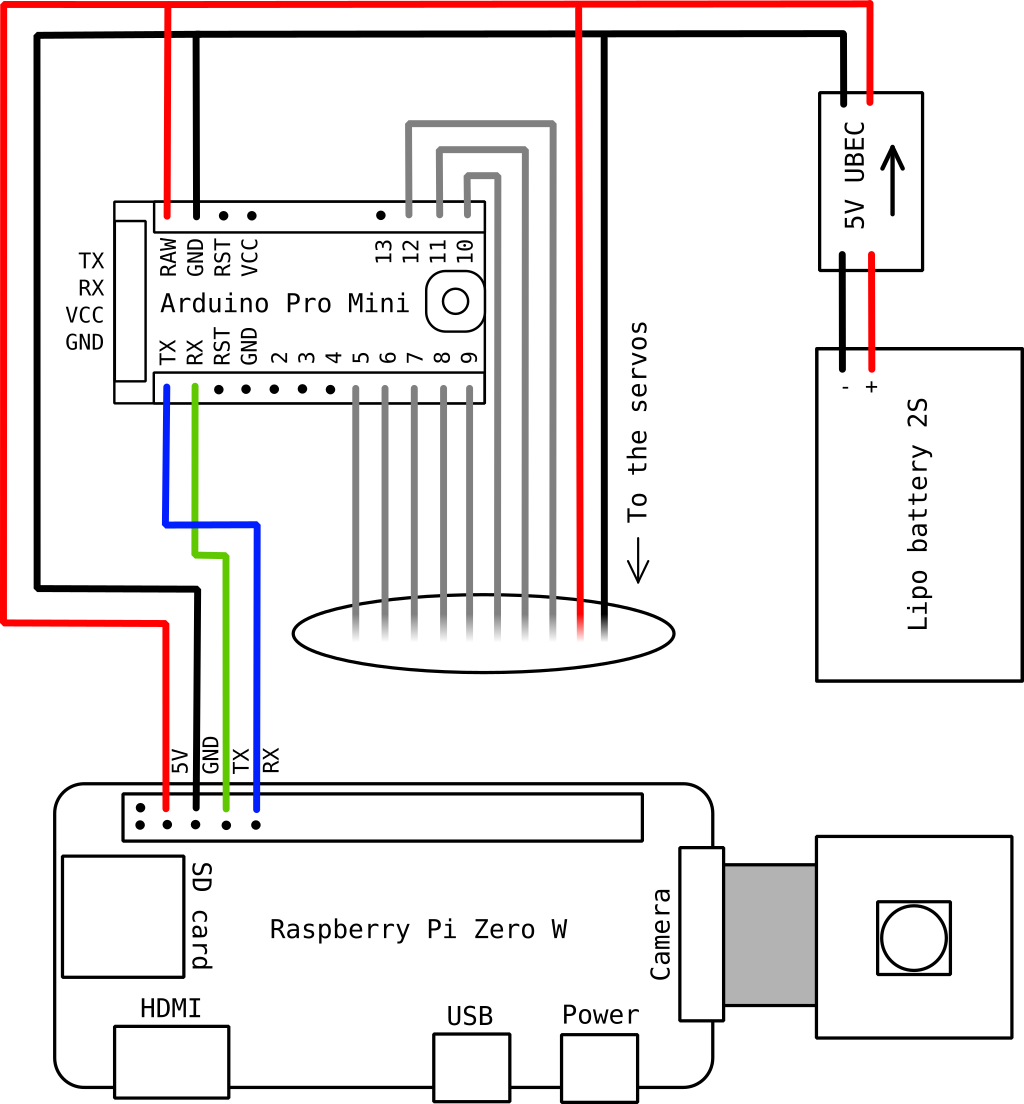 5V UBEC
RAW
GND
RST
VCC
13
12
11
10
TX
RX
VCC
GND
Arduino Pro Mini
TX
RX
RST
GND
2
3
4
5
6
7
8
9
To the servos
-
+
Lipo battery 2S
5V
GND
TX
RX
SD card
Raspberry Pi Zero W
Camera
HDMI
USB
Power